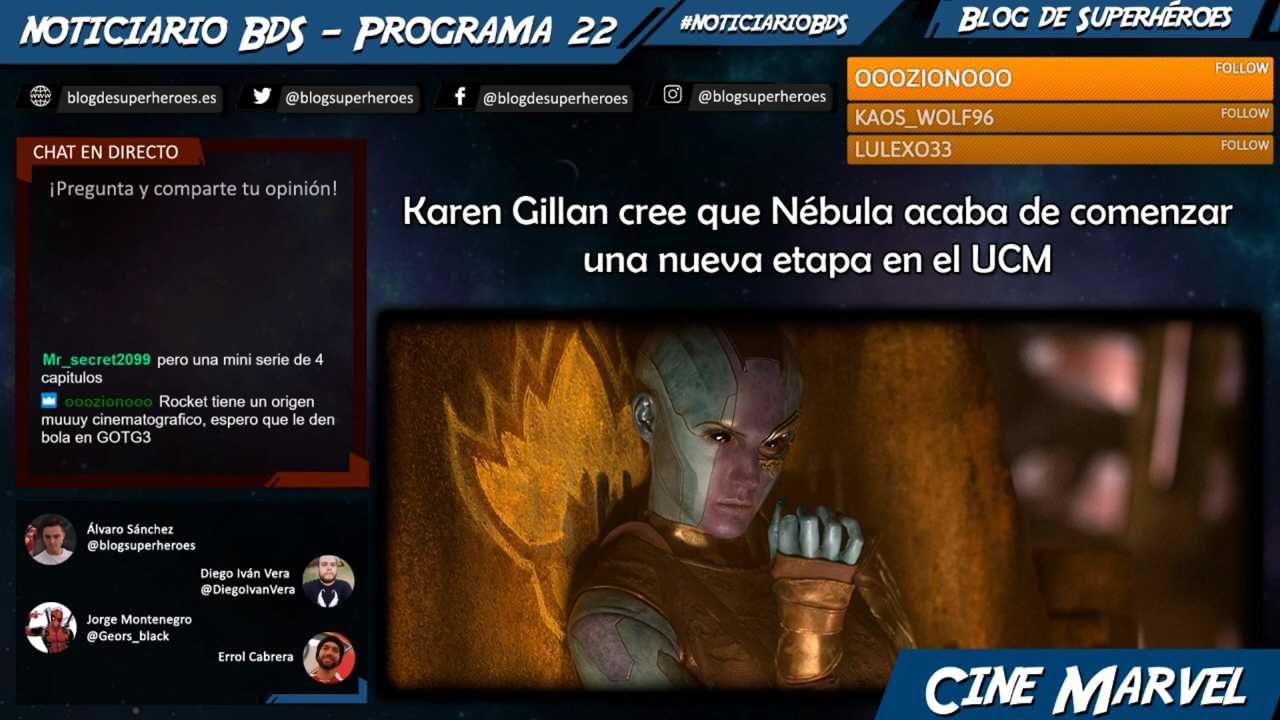 NOTICIARIO BDS - PROGRAMA 22
#NOTICIARIOBDS
BLOG DE SUPERHÉROES
www
blogdesuperheroes.es
@blogsuperheroes
@blogdesuperheroes
@blogsuperheroes
OOOZIONOOO
FOLLOW
KAOS_WOLF96
FOLLOW
LULEXO33
FOLLOW
CHAT EN DIRECTO
¡Pregunta y comparte tu opinión!
Mr_secret2099 pero una mini serie de 4
capitulos
ooozionooo Rocket tiene un origen
muuuy cinematografico, espero que le den
bola en GOTG3
Karen Gillan cree que Nébula acaba de comenzar
una nueva etapa en el UCM
Álvaro Sánchez
@blogsuperheroes
Diego Iván Vera
@DiegoIvanVera
Jorge Montenegro
@Geors_black
Errol Cabrera
CINE MARVEL